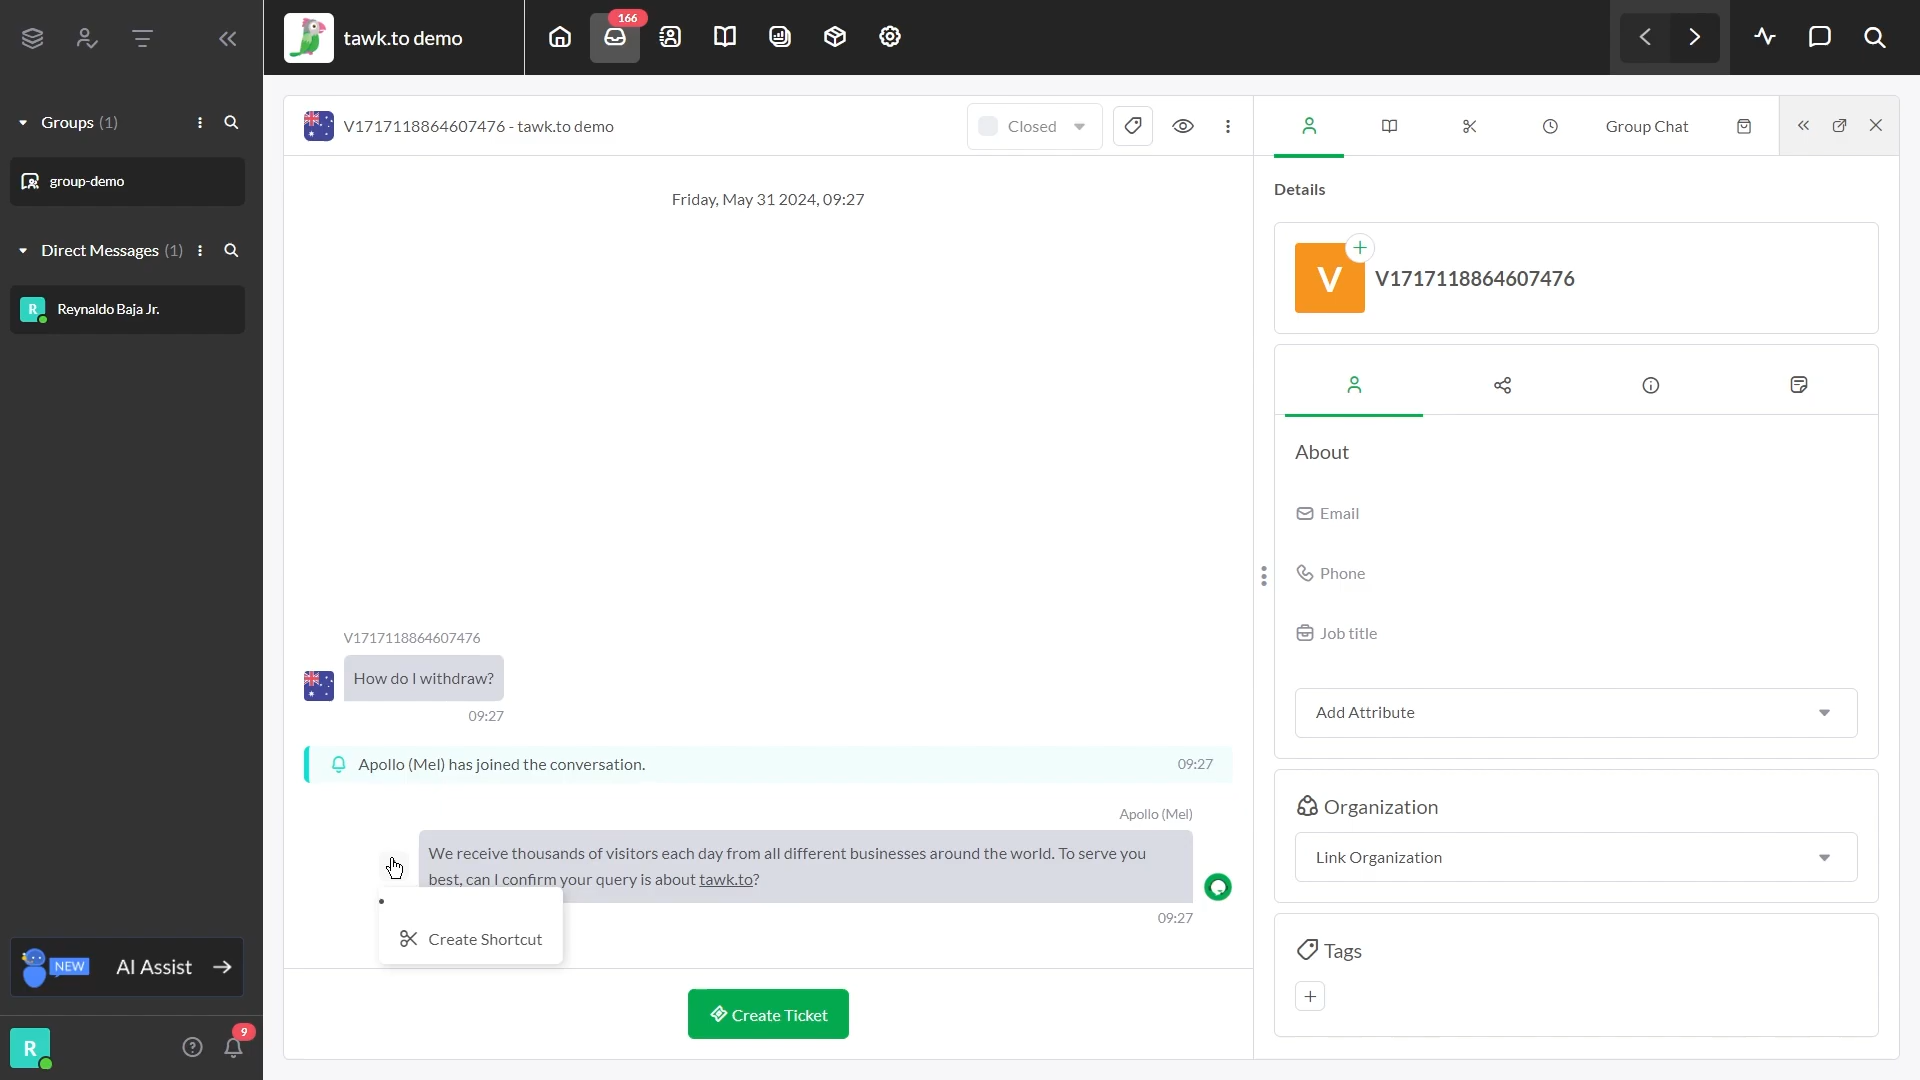 tawk.to demo
166
Groups (1)
group-demo
Direct Messages (1)
R
Reynaldo Baja Jr.
NEW
AI Assist
R
9
V1717118864607476 - tawk.to demo
Closed
Friday, May 31 2024, 09:27
V1717118864607476
How do I withdraw?
09:27
Apollo (Mel) has joined the conversation.
09:27
Apollo (Mel)
We receive thousands of visitors each day from all different businesses around the world. To serve you
best, can I confirm your query is about tawk.to?
09:27
Create Shortcut
Create Ticket
Group Chat
Details
V
V1717118864607476
About
Email
Phone
Job title
Add Attribute
Organization
Link Organization
Tags